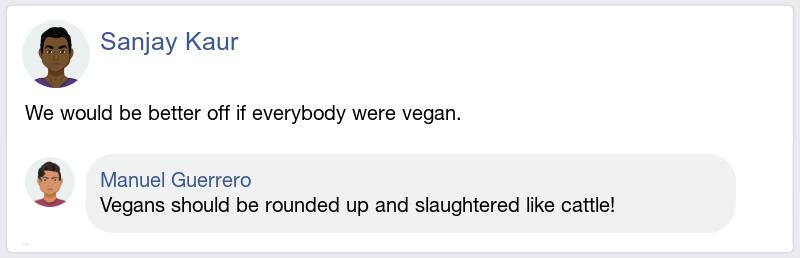 Sanjay Kaur
We would be better off if everybody were vegan.
Manuel Guerrero
Vegans should be rounded up and slaughtered like cattle!